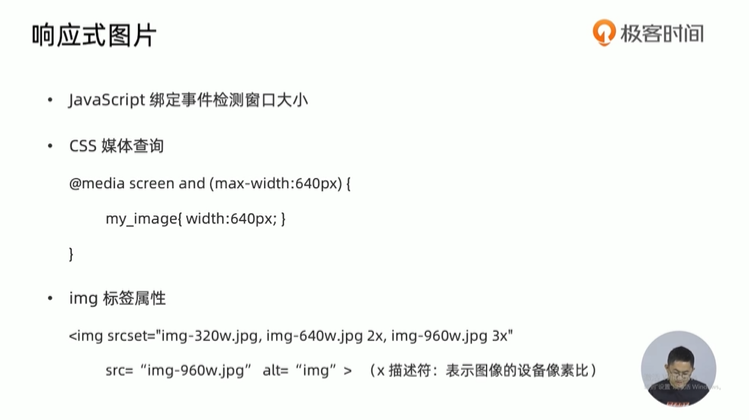 响应式图片
极客时间
• JavaScript 绑定事件检测窗口大小
• CSS 媒体查询
@media screen and (max-width:640px) {
my_image{ width:640px; }
}
• img 标签属性
<img srcset="img-320w.jpg, img-640w.jpg 2x, img-960w.jpg 3x"
src= “img-960w.jpg” alt= “img” > （x 描述符：表示图像的设备像素比）